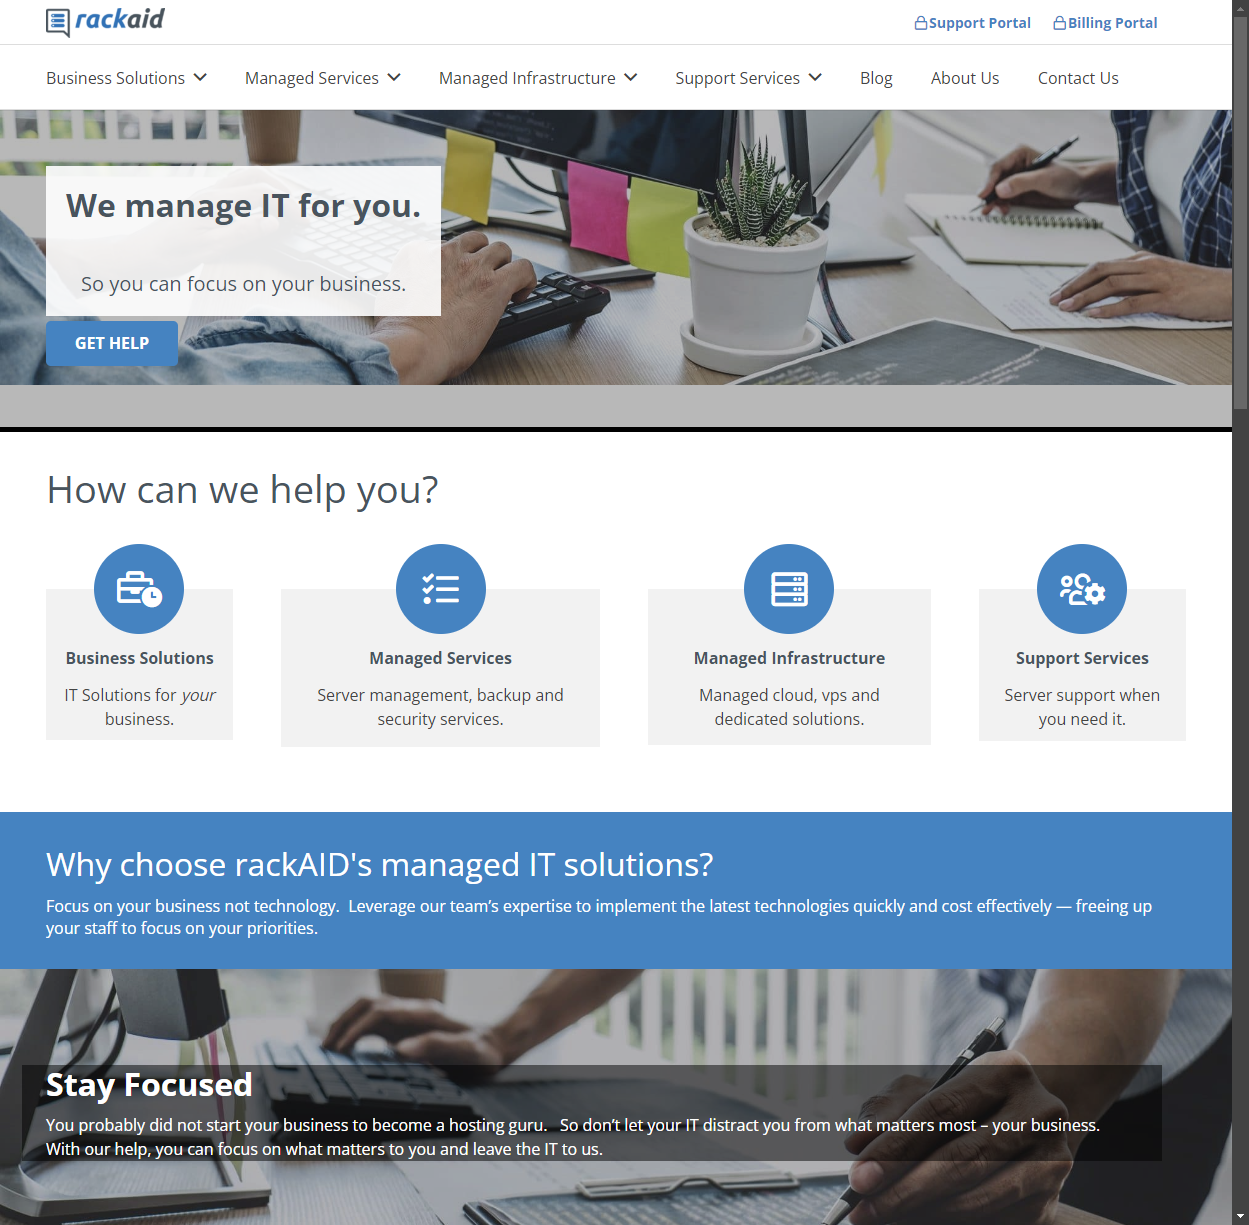 rackaid
Support Portal
Billing Portal
Business Solutions
Managed Services
Managed Infrastructure
Support Services
Blog
About Us
Contact Us
We manage IT for you.
So you can focus on your business.
GET HELP
How can we help you?
Business Solutions
IT Solutions for your
business.
Managed Services
Server management, backup and
security services.
Managed Infrastructure
Managed cloud, vps and
dedicated solutions.
Support Services
Server support when
you need it.
Why choose rackAID's managed IT solutions?
Focus on your business not technology.  Leverage our team’s expertise to implement the latest technologies quickly and cost effectively — freeing up
your staff to focus on your priorities.
Stay Focused
You probably did not start your business to become a hosting guru.   So don’t let your IT distract you from what matters most – your business.
With our help, you can focus on what matters to you and leave the IT to us.